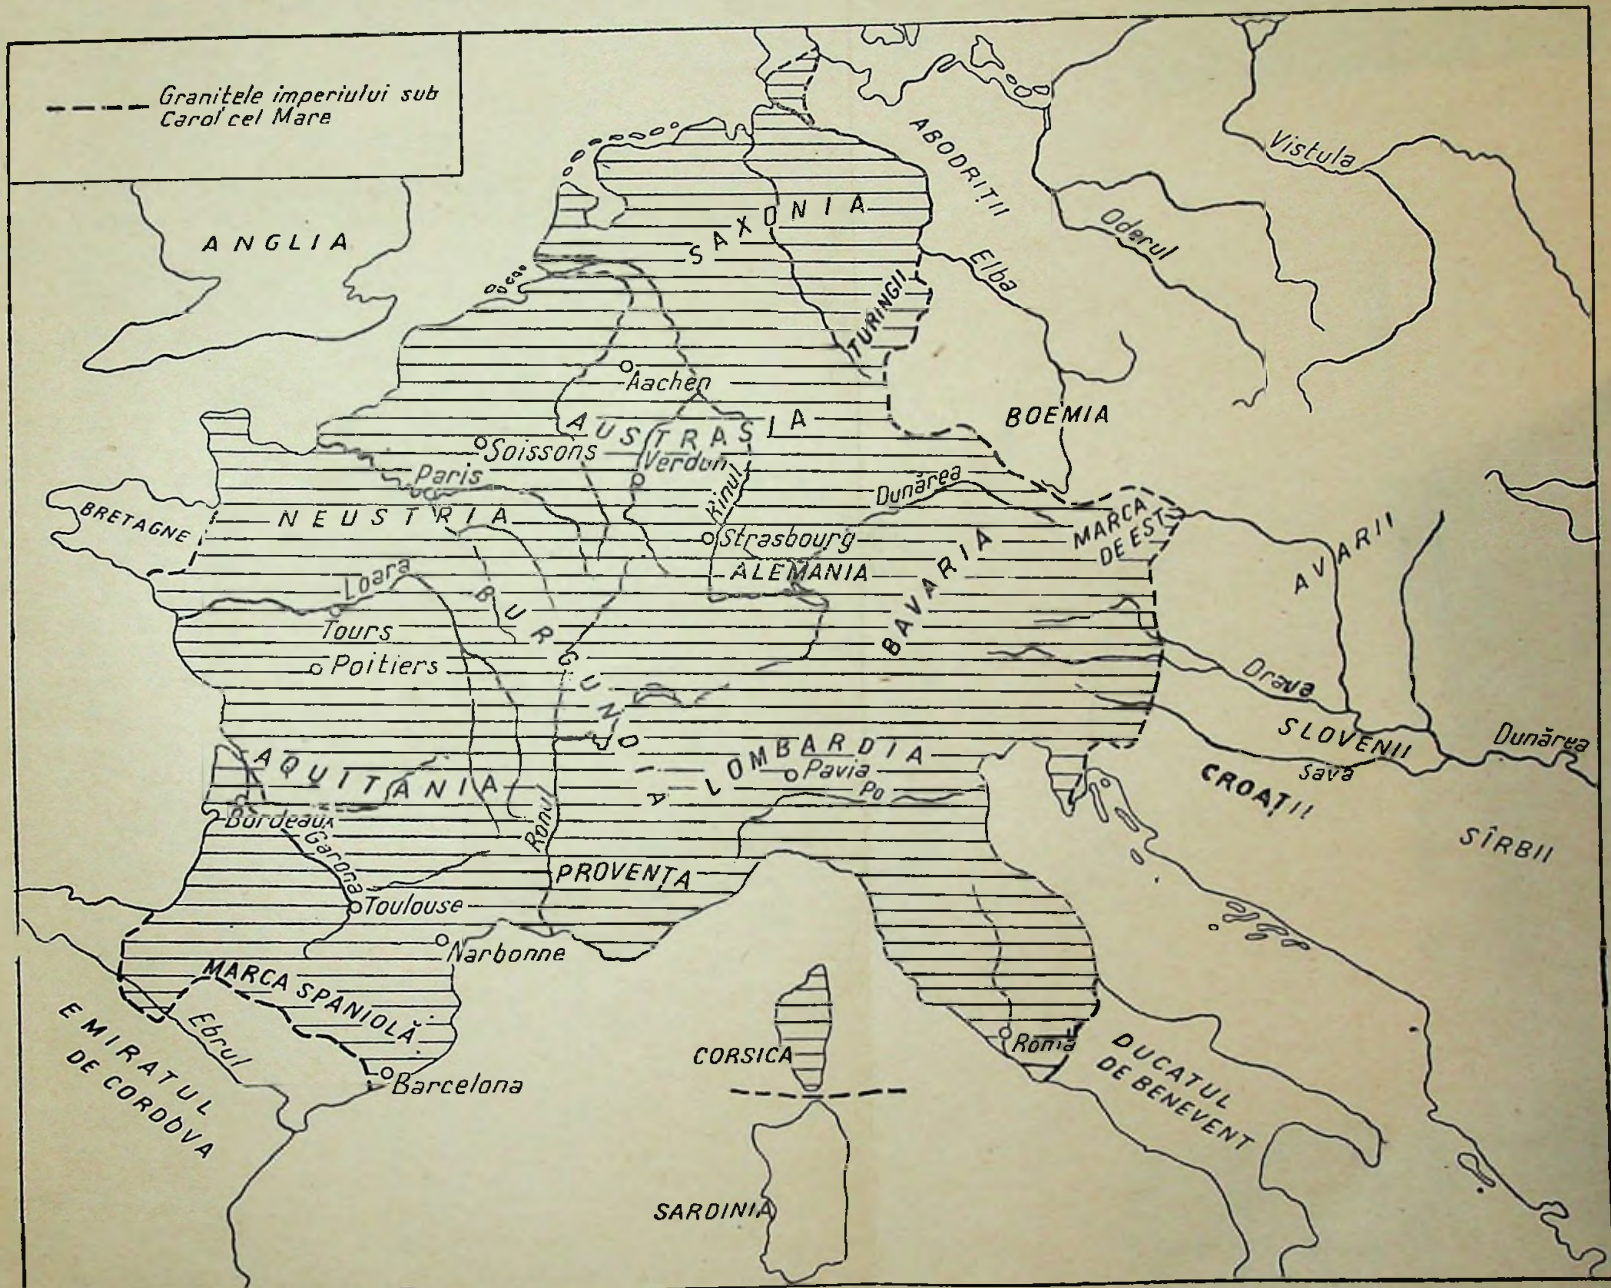 Granițele imperiului sub
Carol cel Mare
ANGLIA
ABODRIȚII
Vistula
Oderul
Elba
SAXONIA
TURINGII
Aachen
AUSTRASIA
BOEMIA
Soissons
Verdun
Paris
Rinul
Dunărea
BRETAGNE
NEUSTRIA
Strasbourg
MARCA
DE EST
ALEMANIA
BAVARIA
AVARII
Loara
Tours
BURGUNDIA
Poitiers
Drava
SLOVENII
Dunărea
Sava
CROAȚII
SÎRBII
AQUITANIA
LOMBARDIA
Pavia
Po
Bordeaux
Garona
Ronul
PROVENȚA
Toulouse
Narbonne
MARCA SPANIOLĂ
Ebrul
EMIRATUL
DE CORDOVA
Barcelona
CORSICA
Roma
DUCATUL
DE BENEVENT
SARDINIA